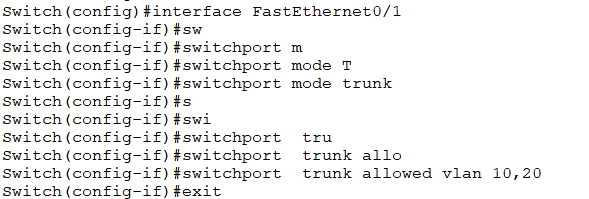 Switch(config)#interface FastEthernet0/1
Switch(config-if)#sw
Switch(config-if)#switchport m
Switch(config-if)#switchport mode T
Switch(config-if)#switchport mode trunk
Switch(config-if)#s
Switch(config-if)#swi
Switch(config-if)#switchport  tru
Switch(config-if)#switchport  trunk allo
Switch(config-if)#switchport  trunk allowed vlan 10,20
Switch(config-if)#exit